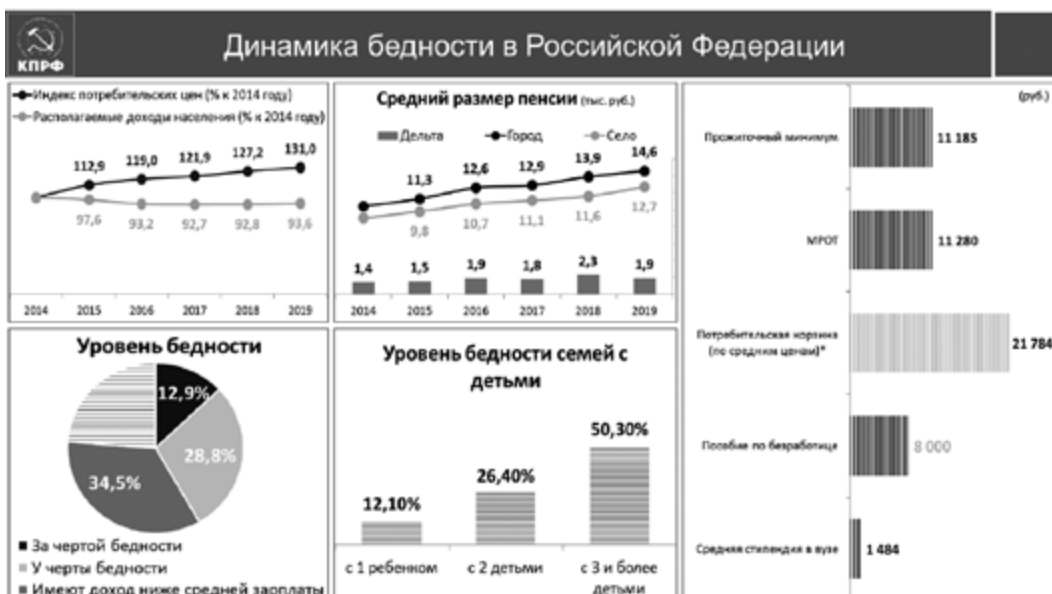 КПРФ
Динамика бедности в Российской Федерации
Индекс потребительских цен (% к 2014 году)
Располагаемые доходы населения (% к 2014 году)
112,9 119,0 121,9 127,2 131,0
97,6 93,2 92,7 92,8 93,6
2014 2015 2016 2017 2018 2019
Средний размер пенсии (тыс. руб.)
Дельта Город Село
11,3 12,6 12,9 13,9 14,6
9,8 10,7 11,1 11,6 12,7
1,4 1,5 1,9 1,8 2,3 1,9
2014 2015 2016 2017 2018 2019
Уровень бедности
12,9%
28,8%
34,5%
За чертой бедности
У черты бедности
Имеют доход ниже средней зарплаты
Уровень бедности семей с
детьми
12,10% 26,40% 50,30%
с 1 ребенком с 2 детьми с 3 и более
детьми
(руб.)
Прожиточный минимум 11 185
МРОТ 11 280
Потребительская корзина
(по средним ценам)* 21 784
Пособие по безработице 8 000
Средняя стипендия в вузе 1 484